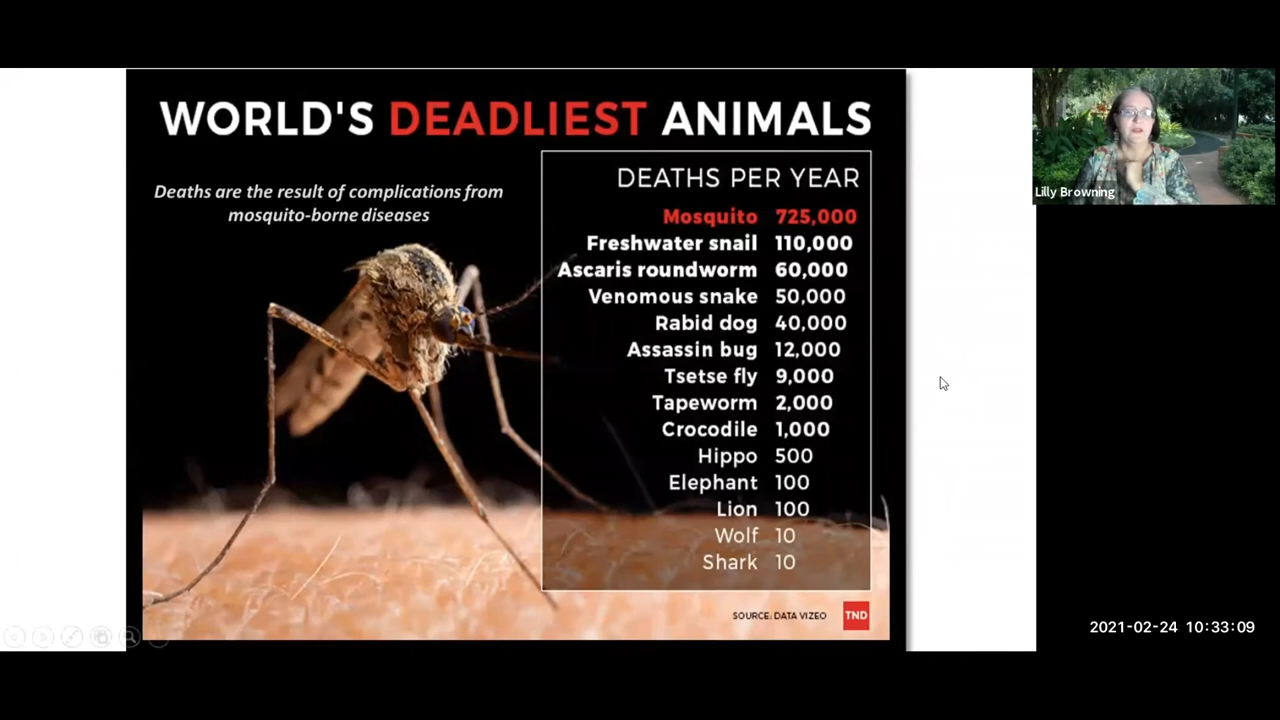 WORLD'S DEADLIEST ANIMALS
Deaths are the result of complications from
mosquito-borne diseases
DEATHS PER YEAR
Mosquito 725,000
Freshwater snail 110,000
Ascaris roundworm 60,000
Venomous snake 50,000
Rabid dog 40,000
Assassin bug 12,000
Tsetse fly 9,000
Tapeworm 2,000
Crocodile 1,000
Hippo 500
Elephant 100
Lion 100
Wolf 10
Shark 10
SOURCE: DATA VIZEO
TND
Lilly Browning
2021-02-24 10:33:09